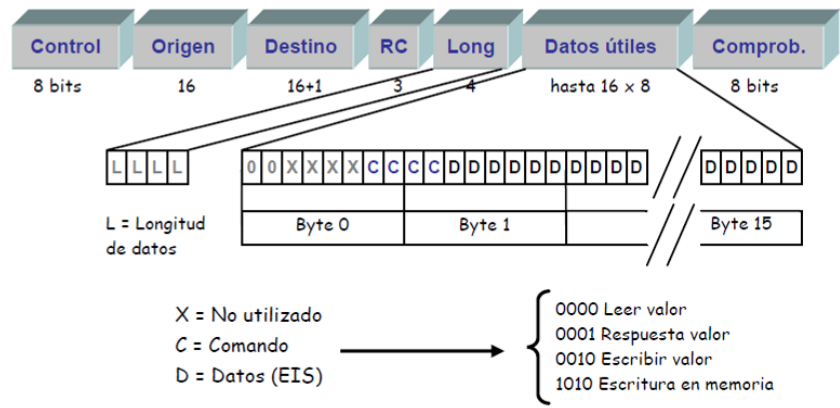 Control Origen Destino RC Long Datos útiles Comprob.
8 bits 16 16+1 3 4 hasta 16 x 8 8 bits
L L L L 0 0 X X X X C C C C D D D D D D D D D D D D D D D D D
L = Longitud de datos
Byte 0 Byte 1 Byte 15
X = No utilizado
C = Comando
D = Datos (EIS)
0000 Leer valor
0001 Respuesta valor
0010 Escribir valor
1010 Escritura en memoria